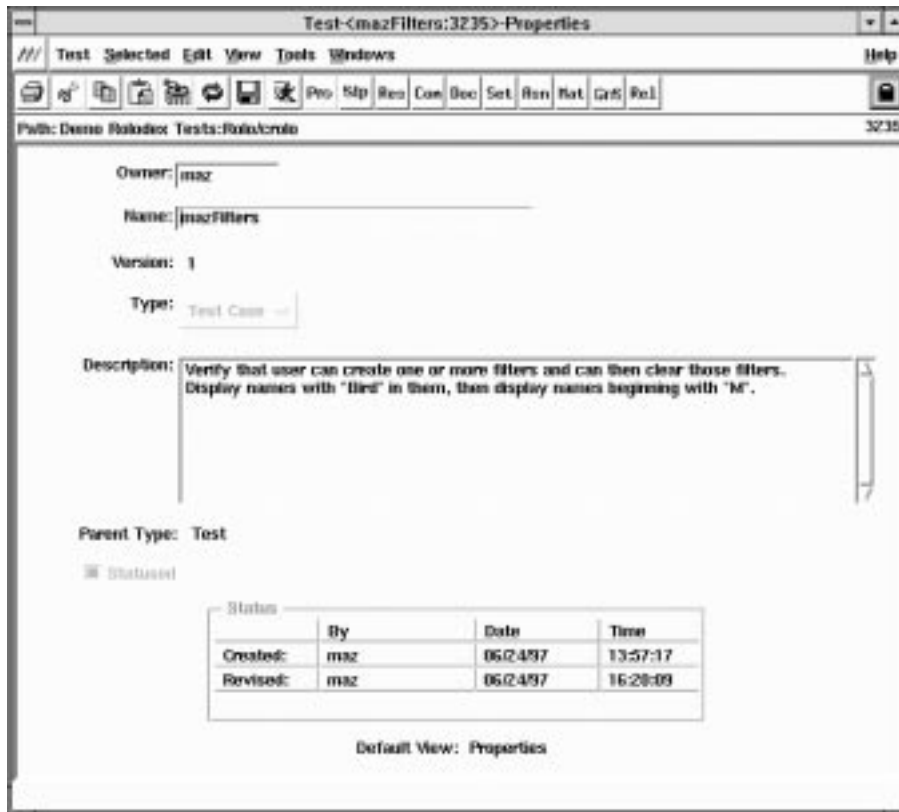 Test-<mazFilters:3235>-Properties
Test Selected Edit View Tools Windows Help
Pro Stp Res Com Doc Set Asn Mat Grf% Rel
Path: Demo Rolodex Tests:Rolo/crolo 3235
Owner: maz
Name: mazFilters
Version: 1
Type: Test Case
Description: Verify that user can create one or more filters and can then clear those filters.
Display names with "Bird" in them, then display names beginning with "M".
Parent Type: Test
Statused
Status
By Date Time
Created: maz 06/24/97 13:57:17
Revised: maz 06/24/97 16:20:09
Default View: Properties